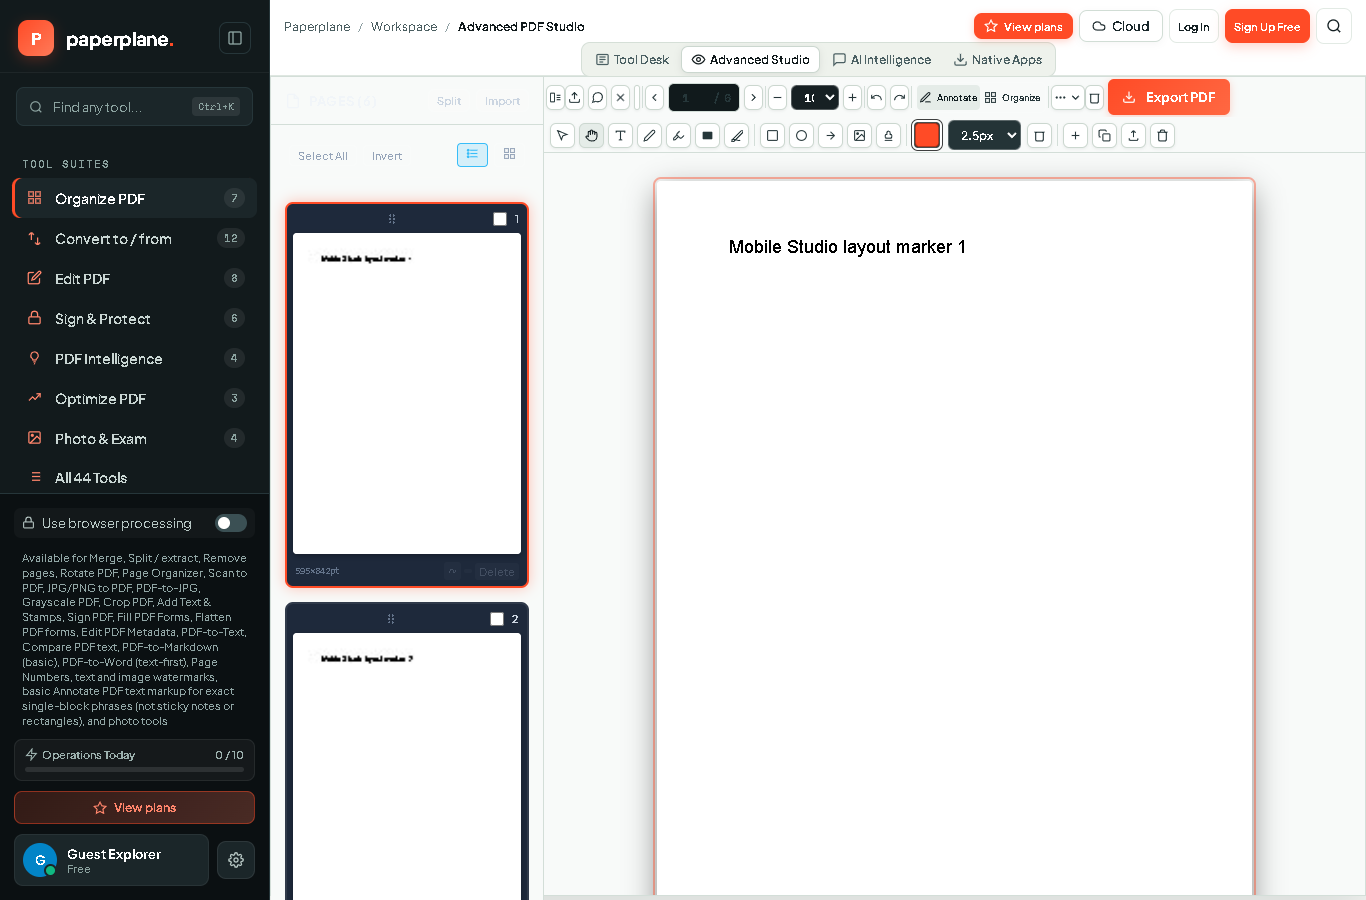 P paperplane.
Find any tool... Ctrl+K
TOOL SUITES
Organize PDF 7
Convert to / from 12
Edit PDF 8
Sign & Protect 6
PDF Intelligence 4
Optimize PDF 3
Photo & Exam 4
All 44 Tools
Use browser processing
Available for Merge, Split / extract, Remove
pages, Rotate PDF, Page Organizer, Scan to
PDF, JPG/PNG to PDF, PDF-to-JPG,
Grayscale PDF, Crop PDF, Add Text &
Stamps, Sign PDF, Fill PDF Forms, Flatten
PDF forms, Edit PDF Metadata, PDF-to-Text,
Compare PDF text, PDF-to-Markdown
(basic), PDF-to-Word (text-first), Page
Numbers, text and image watermarks,
basic Annotate PDF text markup for exact
single-block phrases (not sticky notes or
rectangles), and photo tools
Operations Today 0 / 10
View plans
G Guest Explorer
Free
Paperplane / Workspace / Advanced PDF Studio
View plans Cloud Log In Sign Up Free
Tool Desk Advanced Studio AI Intelligence Native Apps
PAGES (6) Split Import
Select All Invert
1
595×842pt Delete
2
1 / 6 Annotate Organize Export PDF
2.5px
Mobile Studio layout marker 1